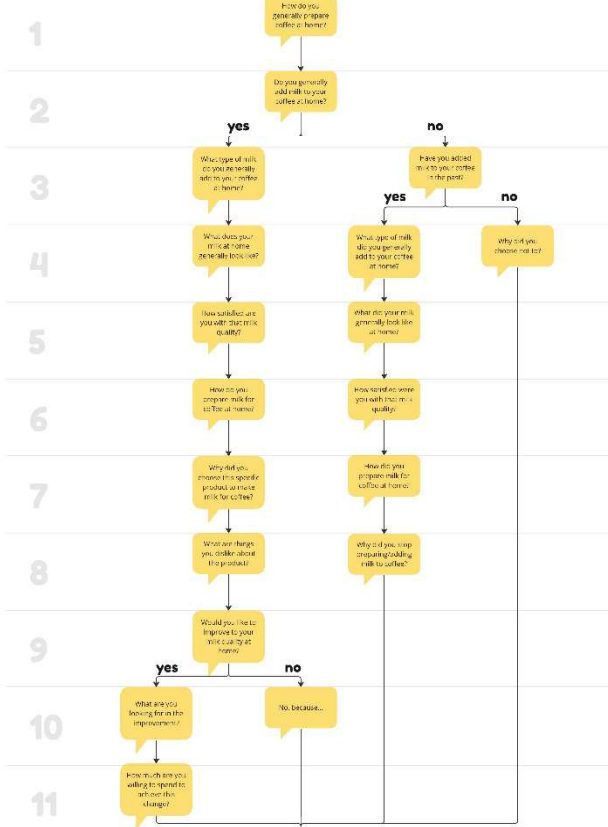 How do you
generally prepare
coffee at home?
1
Do you generally
add milk to your
coffee at home?
2
yes
no
What type of milk
do you generally
add to your coffee
at home?
Have you added
milk to your coffee
in the past?
3
yes
no
What does your
milk at home
generally look like?
What type of milk
did you generally
add to your coffee
at home?
Why did you
choose not to?
4
How satisfied are
you with that milk
quality?
What did your milk
generally look like
at home?
5
How do you
prepare milk for
coffee at home?
How satisfied were
you with that milk
quality?
6
Why did you
choose this specific
product to make
milk for coffee?
How did you
prepare milk for
coffee at home?
7
What are things
you dislike about
the product?
Why did you stop
preparing/adding
milk to coffee?
8
Would you like to
improve to your
milk quality at
home?
9
yes
no
What are you
looking for in the
improvement?
No, because...
10
How much are you
willing to spend to
achieve this
change?
11